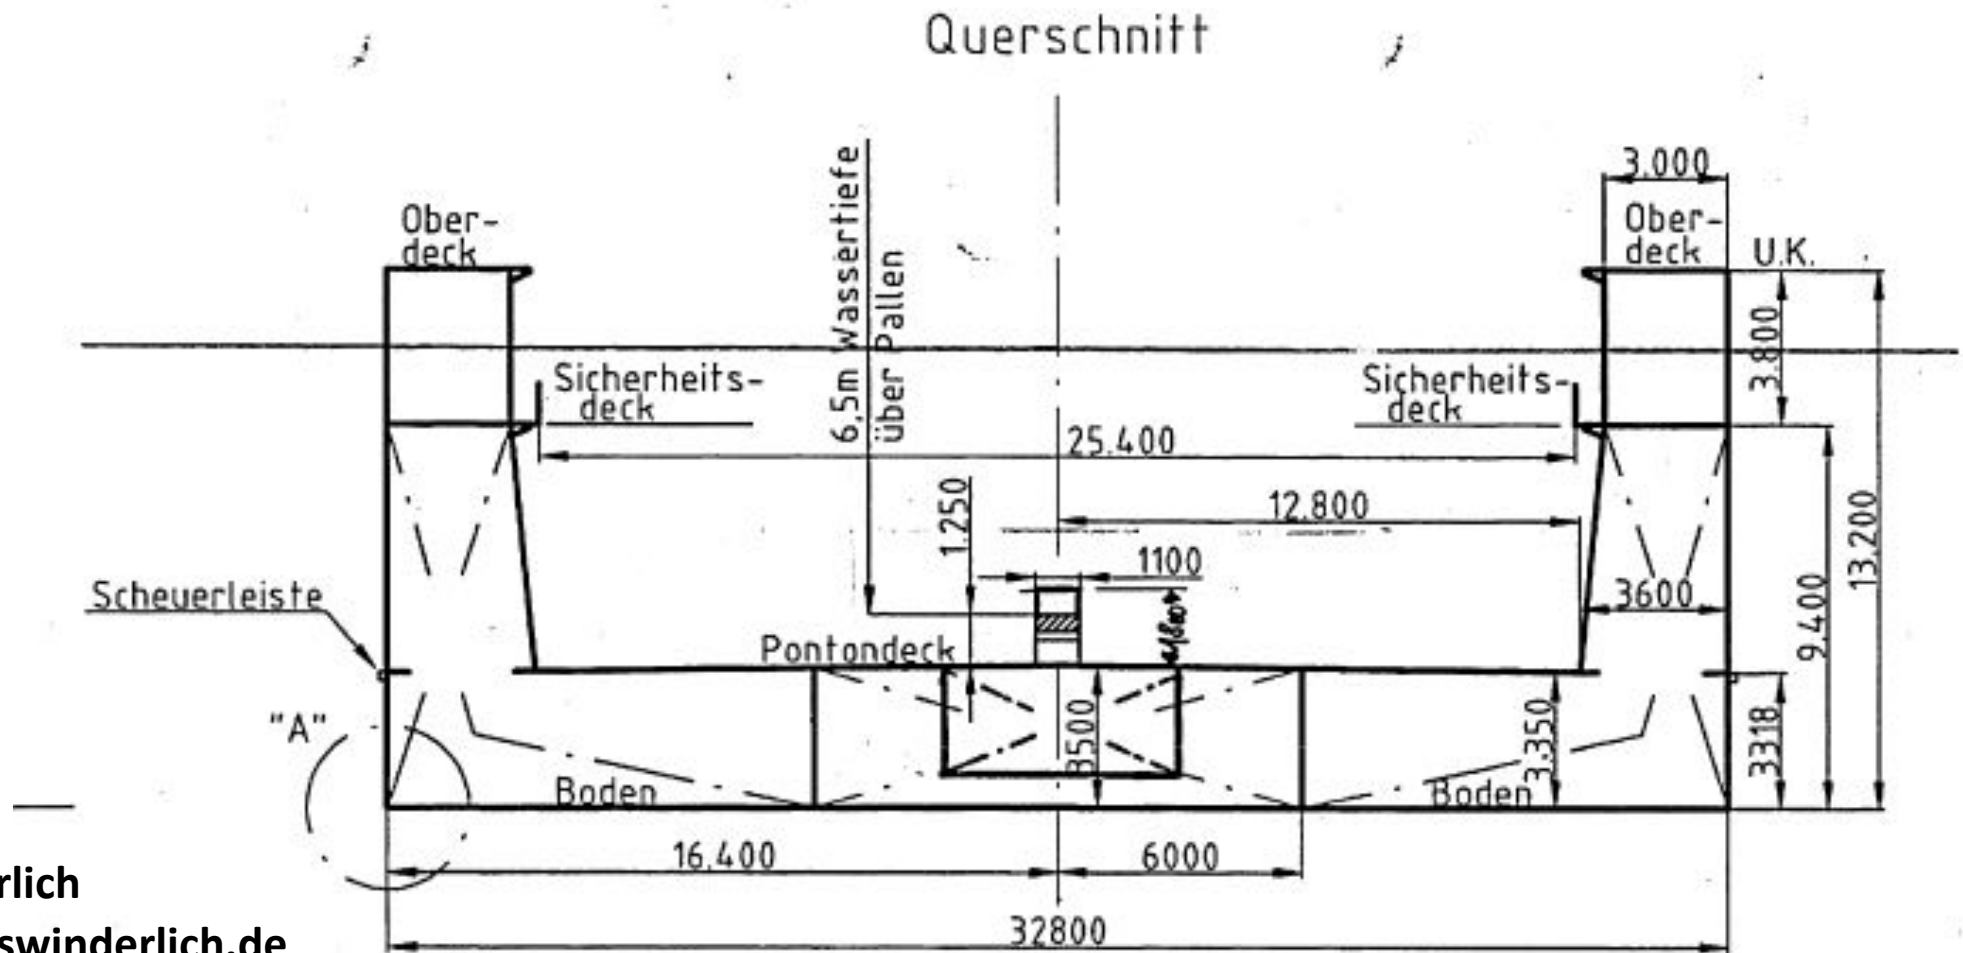 Querschnitt
3.000
Ober-
deck
Ober-
deck
U.K.
6,5m Wassertiefe
über Pallen
3.800
Sicherheits-
deck
Sicherheits-
deck
25.400
12.800
1.250
1100
13.200
9.400
3600
Scheuerleiste
Pontondeck
"A"
3500
3.350
3318
Boden
Boden
16.400
6000
32800
rlich
swinderlich.de